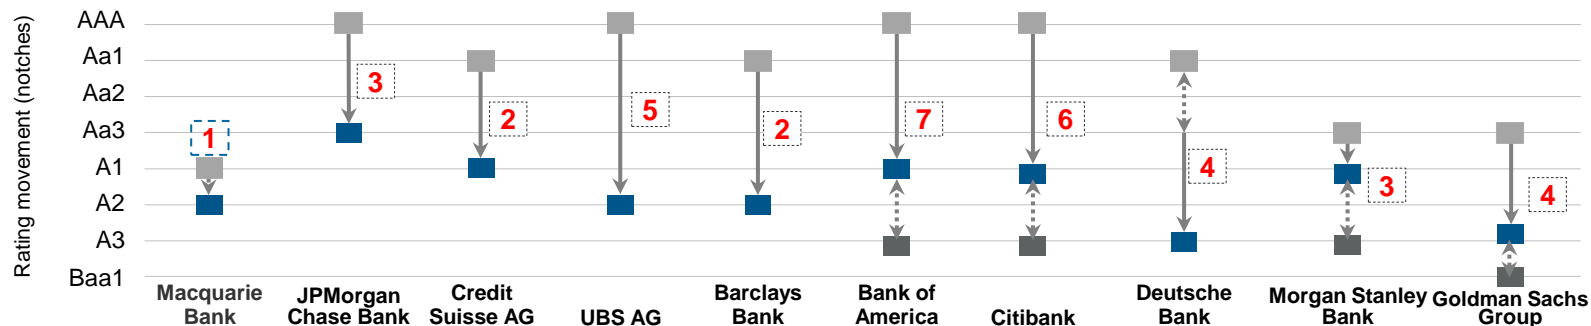 Rating movement (notches)
AAA
Aa1
Aa2
Aa3
A1
A2
A3
Baa1
1
3
2
5
2
7
6
4
3
4
Macquarie
Bank
JPMorgan
Chase Bank
Credit
Suisse AG
UBS AG
Barclays
Bank
Bank of
America
Citibank
Deutsche
Bank
Morgan Stanley
Bank
Goldman Sachs
Group